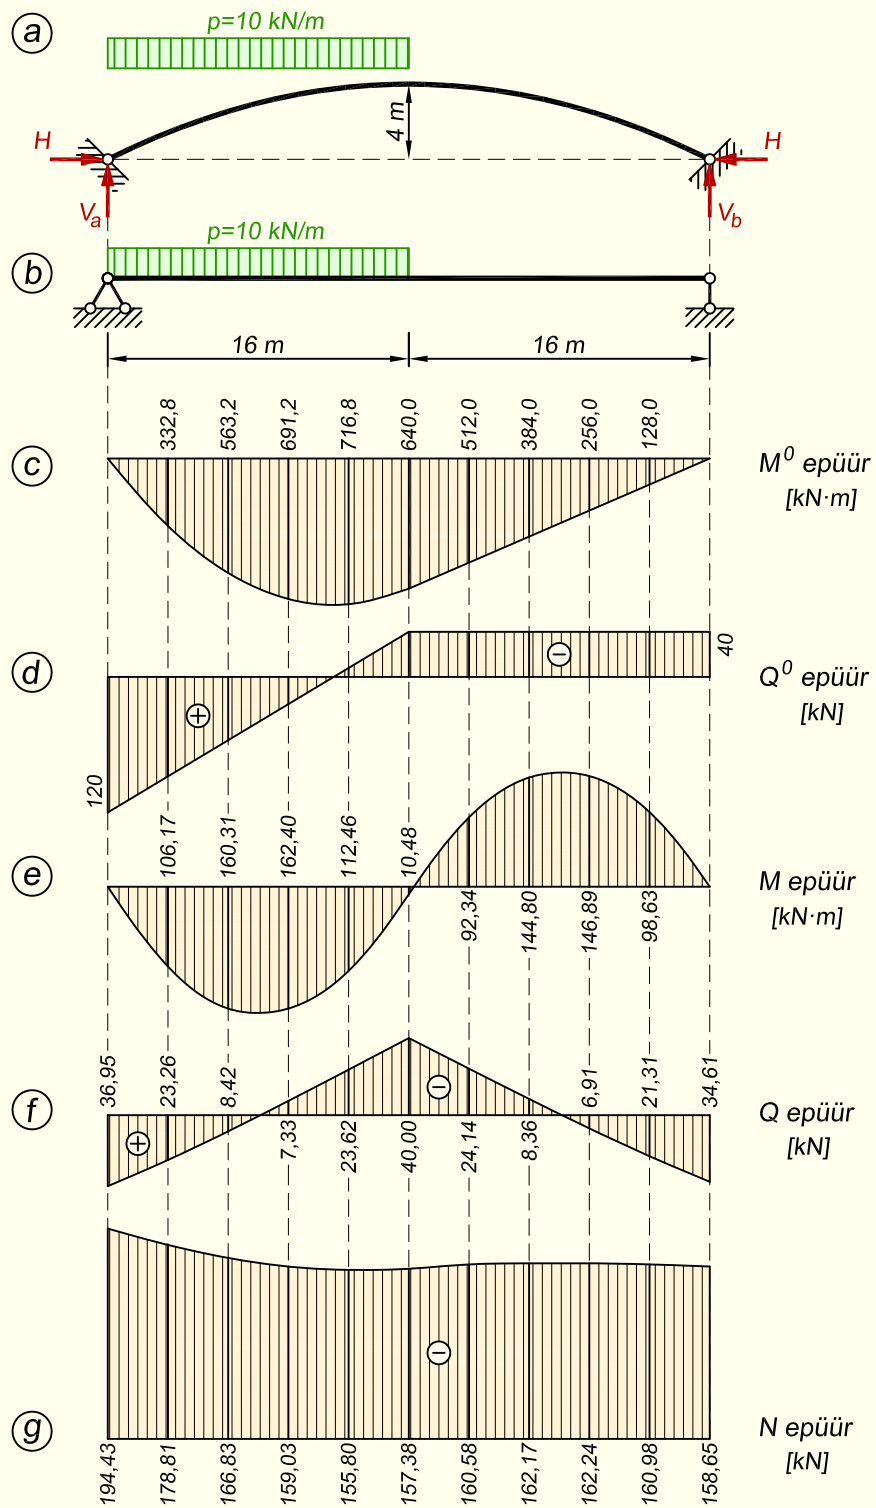 a
p=10 kN/m
4 m
H
H
Va
Vb
b
p=10 kN/m
16 m
16 m
c
332,8
563,2
691,2
716,8
640,0
512,0
384,0
256,0
128,0
M⁰ epüür
[kN·m]
d
+
−
120
40
Q⁰ epüür
[kN]
e
106,17
160,31
162,40
112,46
10,48
92,34
144,80
146,89
98,63
M epüür
[kN·m]
f
36,95
23,26
8,42
7,33
23,62
40,00
24,14
8,36
6,91
21,31
34,61
+
−
Q epüür
[kN]
g
−
194,43
178,81
166,83
159,03
155,80
157,38
160,58
162,17
162,24
160,98
158,65
N epüür
[kN]